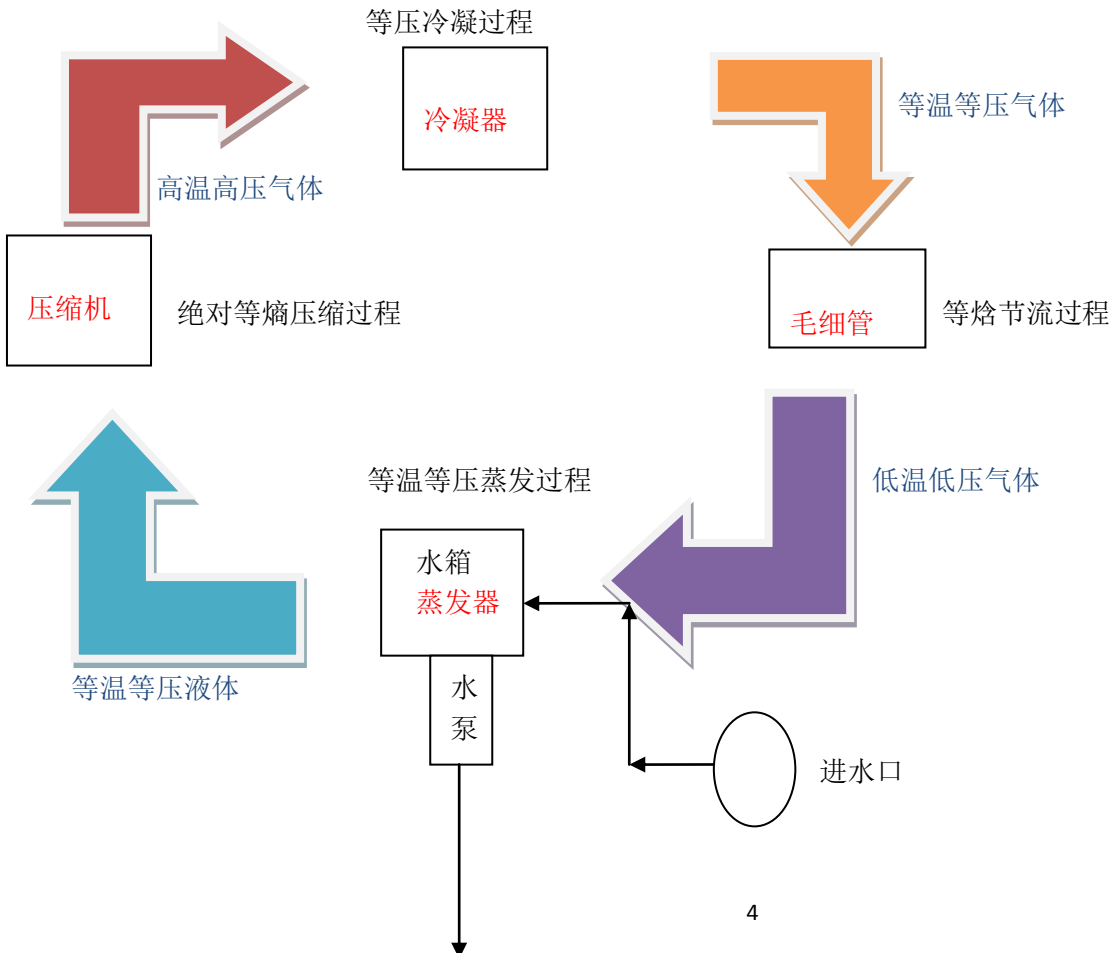 等压冷凝过程
冷凝器
等温等压气体
高温高压气体
压缩机
绝对等熵压缩过程
毛细管
等焓节流过程
等温等压蒸发过程
低温低压气体
水箱
蒸发器
等温等压液体
水
泵
进水口
4